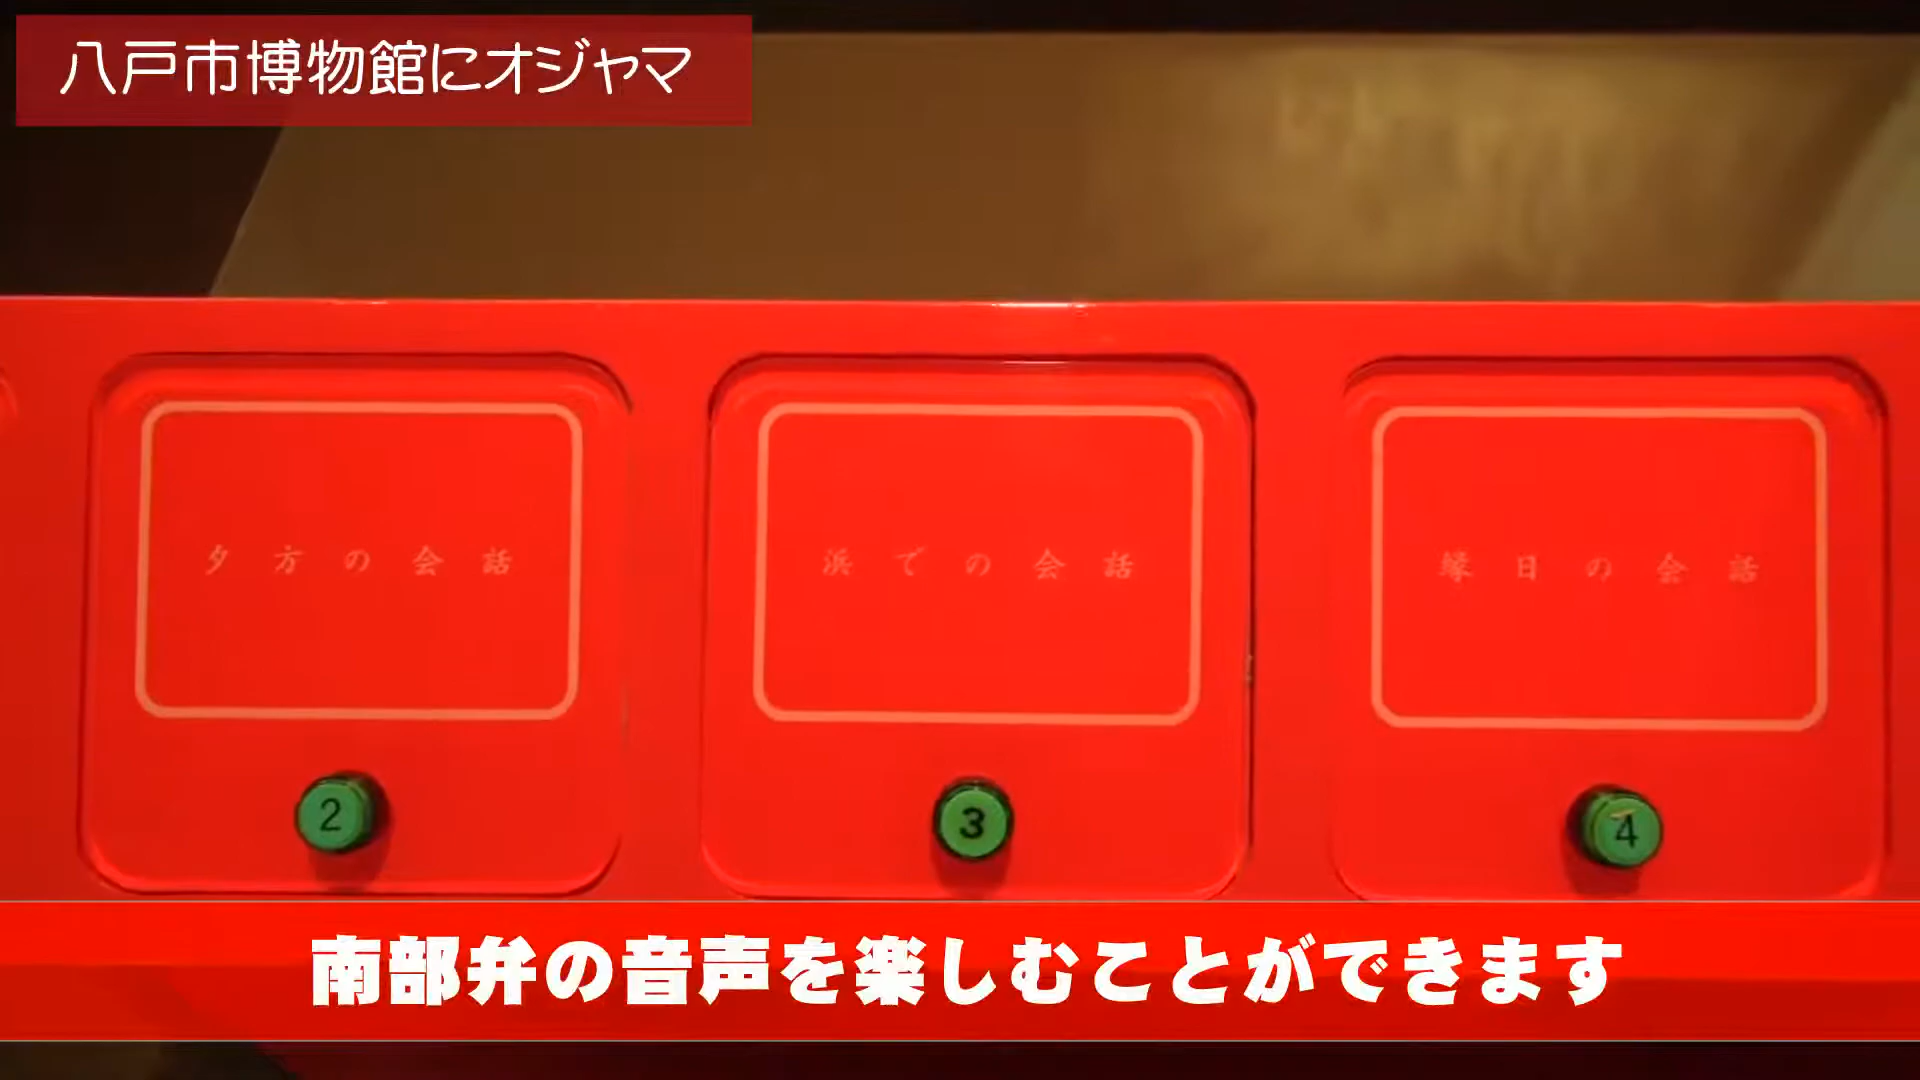 八戸市博物館にオジャマ
夕方の会話
浜での会話
縁日の会話
2
3
4
南部弁の音声を楽しむことができます